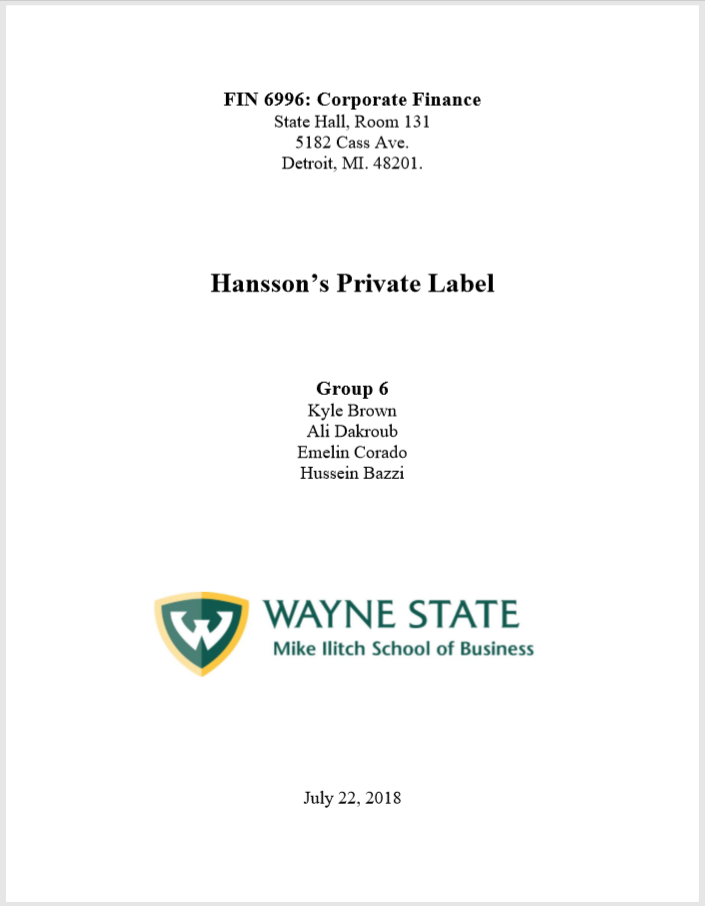 FIN 6996: Corporate Finance
State Hall, Room 131
5182 Cass Ave.
Detroit, MI. 48201.
Hansson’s Private Label
Group 6
Kyle Brown
Ali Dakroub
Emelin Corado
Hussein Bazzi
W
WAYNE STATE
Mike Ilitch School of Business
July 22, 2018